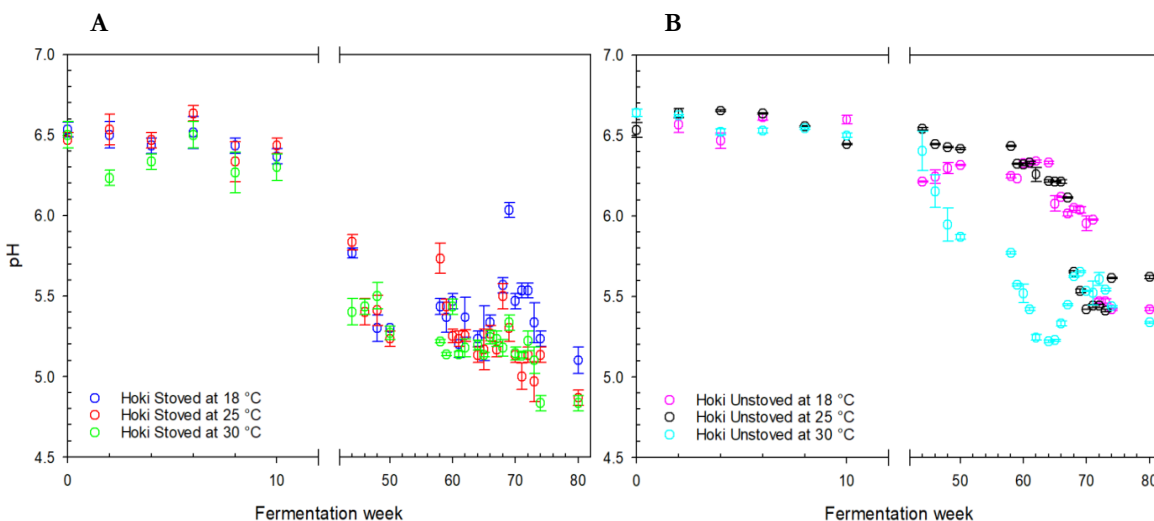 A
B
7.0
6.5
6.0
5.5
5.0
4.5
pH
Hoki Stoved at 18 °C
Hoki Stoved at 25 °C
Hoki Stoved at 30 °C
0
10
50
60
70
80
Fermentation week
7.0
6.5
6.0
5.5
5.0
4.5
Hoki Unstoved at 18 °C
Hoki Unstoved at 25 °C
Hoki Unstoved at 30 °C
0
10
50
60
70
80
Fermentation week